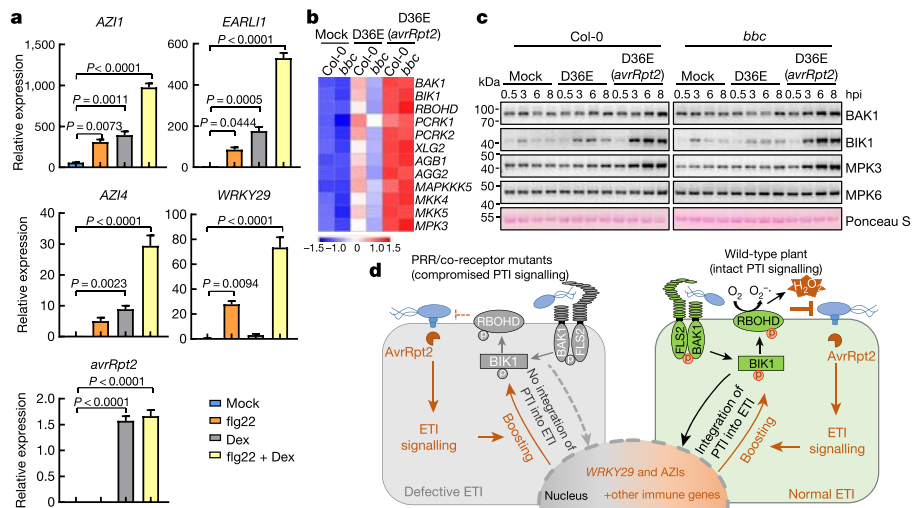 a
AZI1
Relative expression
1,500
1,000
500
0
P < 0.0001
P = 0.0011
P = 0.0073
EARLI1
600
400
200
0
P < 0.0001
P = 0.0005
P = 0.0444
AZI4
Relative expression
40
30
20
10
0
P < 0.0001
P = 0.0023
WRKY29
100
80
60
40
20
0
P < 0.0001
P = 0.0094
avrRpt2
Relative expression
2.0
1.5
1.0
0.5
0
P < 0.0001
P < 0.0001
Mock
flg22
Dex
flg22 + Dex
b
D36E
Mock D36E (avrRpt2)
Col-0 bbc Col-0 bbc Col-0 bbc
BAK1
BIK1
RBOHD
PCRK1
PCRK2
XLG2
AGB1
AGG2
MAPKKK5
MKK4
MKK5
MPK3
−1.5 −1.0 0 1.0 1.5
c
Col-0 bbc
D36E D36E
Mock D36E (avrRpt2) Mock D36E (avrRpt2)
kDa 0.5 3 6 8 0.5 3 6 8 0.5 3 6 8 0.5 3 6 8 0.5 3 6 8 0.5 3 6 8 hpi
100
70
BAK1
50
40
BIK1
50
40
MPK3
50
40
MPK6
55
Ponceau S
d
PRR/co-receptor mutants
(compromised PTI signalling)
RBOHD
p
BAK1
FLS2
p
AvrRpt2
BIK1
p
ETI
signalling
Boosting
No integration of
PTI into ETI
Defective ETI
Wild-type plant
(intact PTI signalling)
O2 O2−• H2O2
FLS2
BAK1
p
RBOHD
p
AvrRpt2
BIK1
p
Integration of
PTI into ETI
Boosting
ETI
signalling
WRKY29 and AZIs
Nucleus +other immune genes
Normal ETI